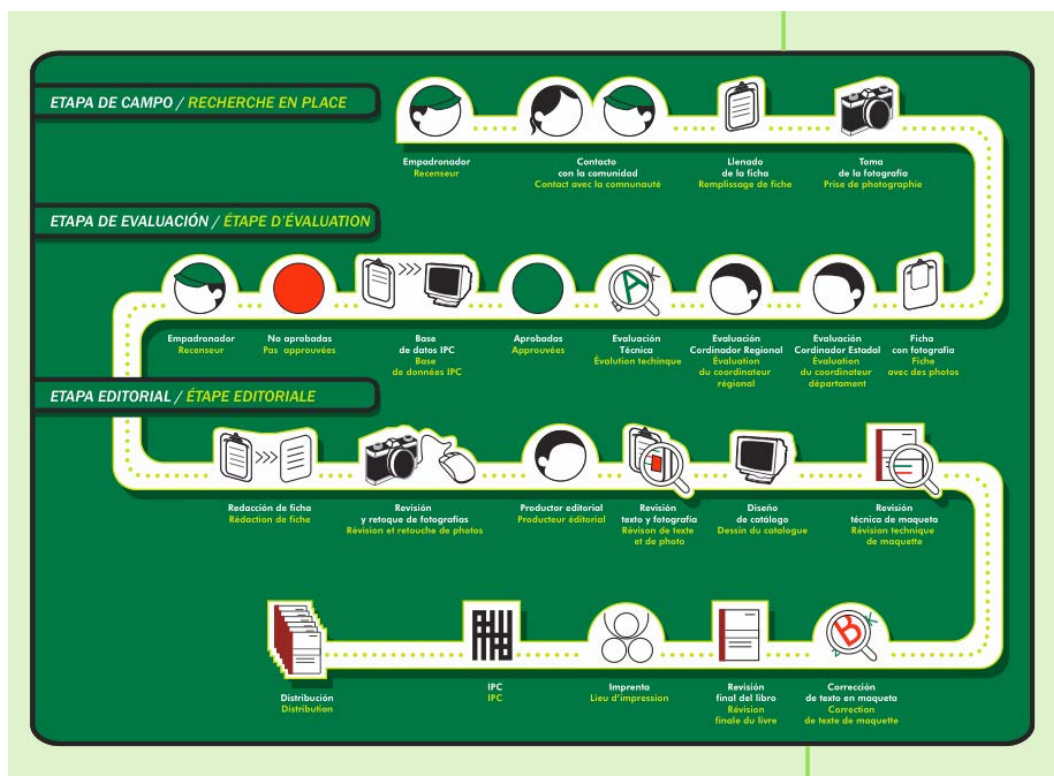 ETAPA DE CAMPO / RECHERCHE EN PLACE
Empadronador
Recenseur
Contacto
con la comunidad
Contact avec la comnunauté
Llenado
de la ficha
Remplissage de fiche
Toma
de la fotografía
Prise de photographie
ETAPA DE EVALUACIÓN / ÉTAPE D'ÉVALUATION
Empadronador
Recenseur
No aprobadas
Pas approuvées
Base
de datos IPC
Base
de données IPC
Aprobadas
Approuvées
A
Evaluación
Técnica
Évolution techinque
Evaluación
Cordinador Regional
Évaluation
du coordinateur
régional
Evaluación
Cordinador Estadal
Évaluation
du coordinateur
départament
Ficha
con fotografía
Fiche
avec des photos
ETAPA EDITORIAL / ÉTAPE EDITORIALE
Redacción de ficha
Rédaction de fiche
Revisión
y retoque de fotografías
Révision et retouche de photos
Productor editorial
Producteur éditorial
Revisión
texto y fotografía
Révison de texte
et de photo
Diseño
de catálogo
Dessin du catalogue
Revisión
técnica de maqueta
Révision technique
de maquette
Distribución
Distribution
IPC
IPC
Imprenta
Lieu d'impression
Revisión
final del libro
Révision
finale du livre
B
Corrección
de texto en maqueta
Correction
de texte de maquette